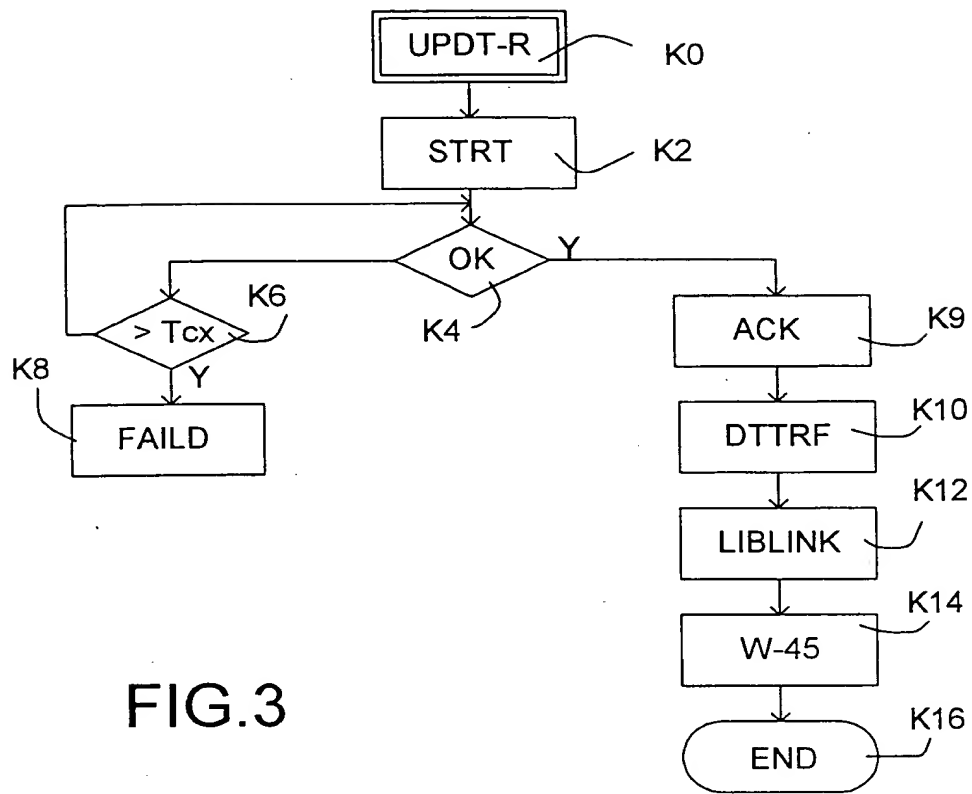 UPDT-R
K0
STRT
K2
OK
Y
K4
> Tcx
K6
Y
K8
FAILD
ACK
K9
DTTRF
K10
LIBLINK
K12
W-45
K14
END
K16
FIG.3